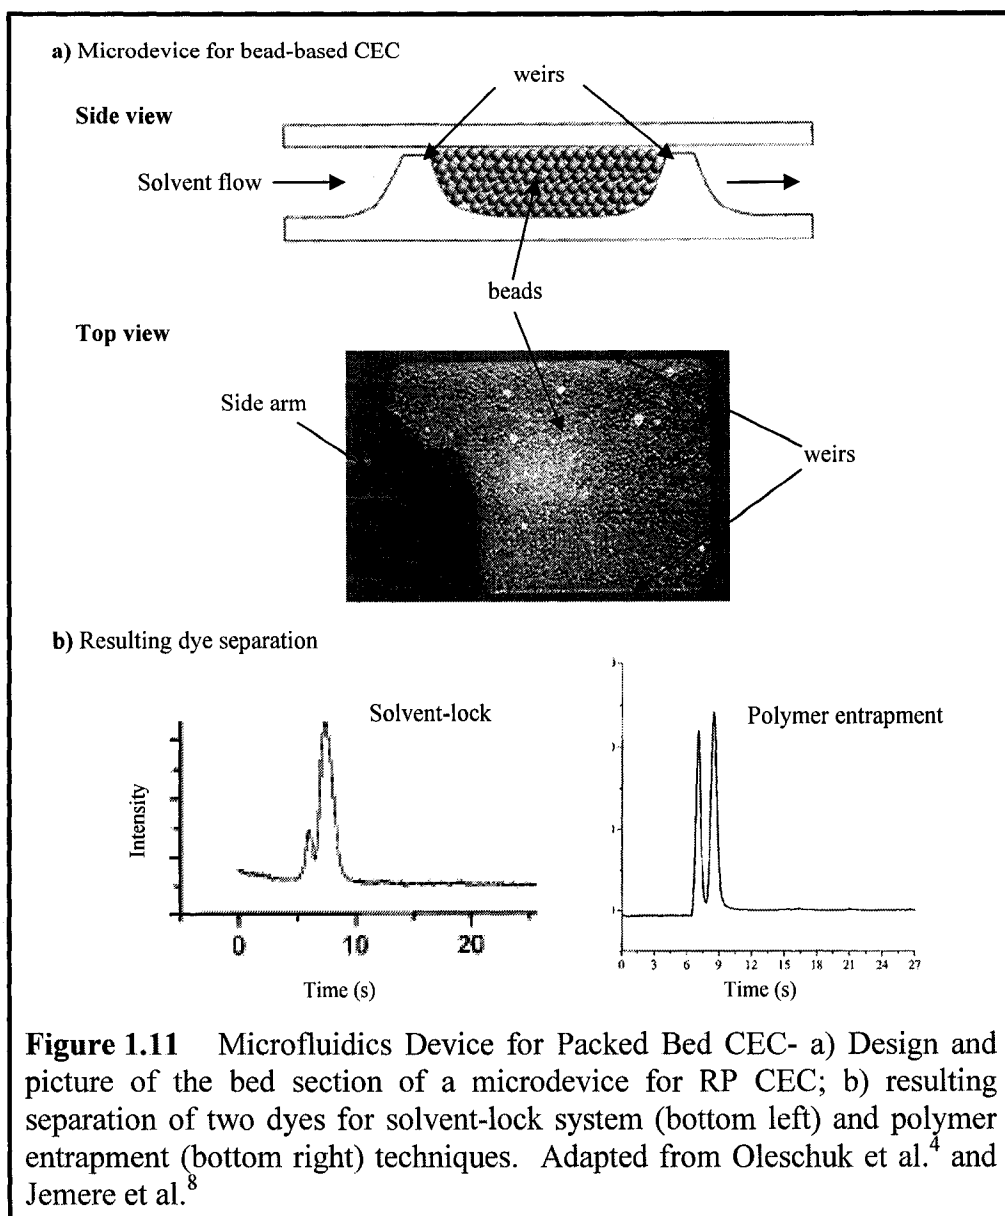 a) Microdevice for bead-based CEC
weirs
Side view
Solvent flow
beads
Top view
Side arm
weirs
b) Resulting dye separation
Solvent-lock
Polymer entrapment
Intensity
0 10 20
Time (s)
0 3 6 9 12 15 18 21 24 27
Time (s)
Figure 1.11 Microfluidics Device for Packed Bed CEC- a) Design and
picture of the bed section of a microdevice for RP CEC; b) resulting
separation of two dyes for solvent-lock system (bottom left) and polymer
entrapment (bottom right) techniques. Adapted from Oleschuk et al.4 and
Jemere et al.8